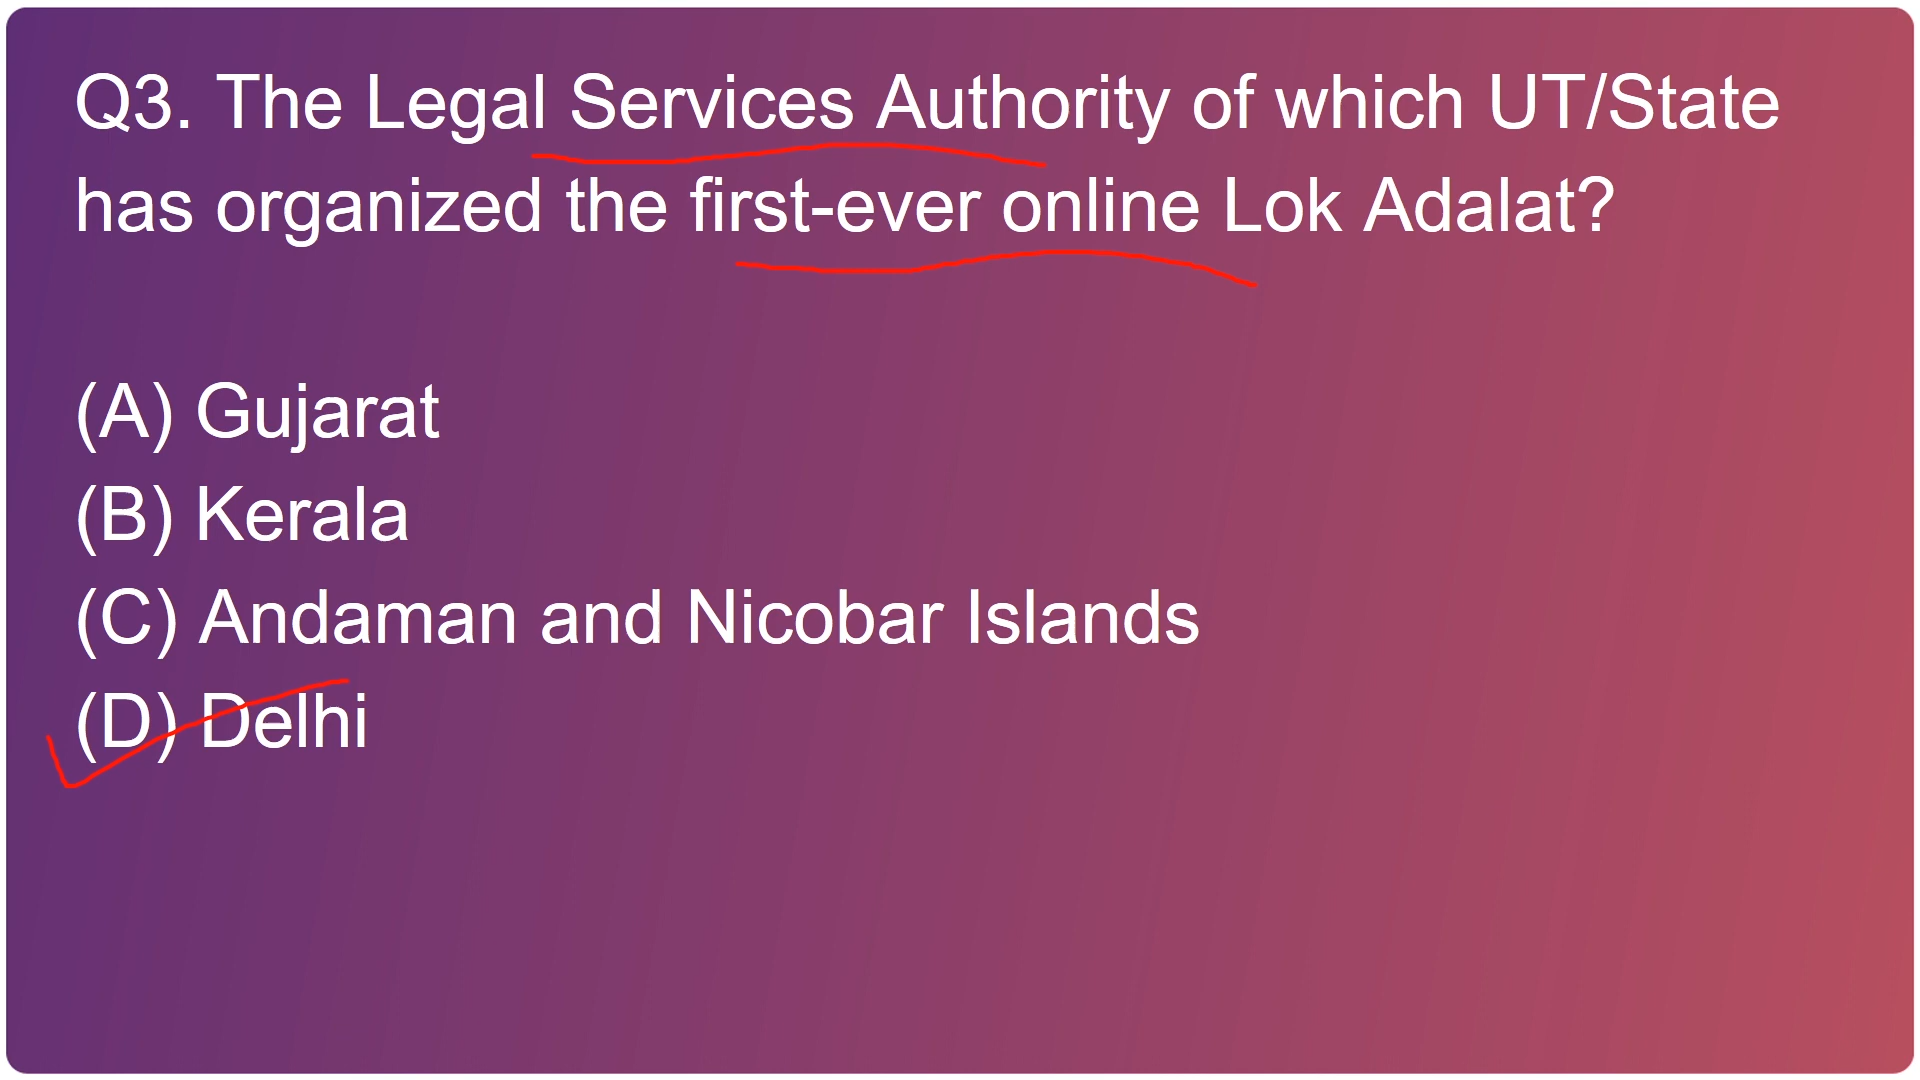 Q3. The Legal Services Authority of which UT/State
has organized the first-ever online Lok Adalat?
(A) Gujarat
(B) Kerala
(C) Andaman and Nicobar Islands
(D) Delhi